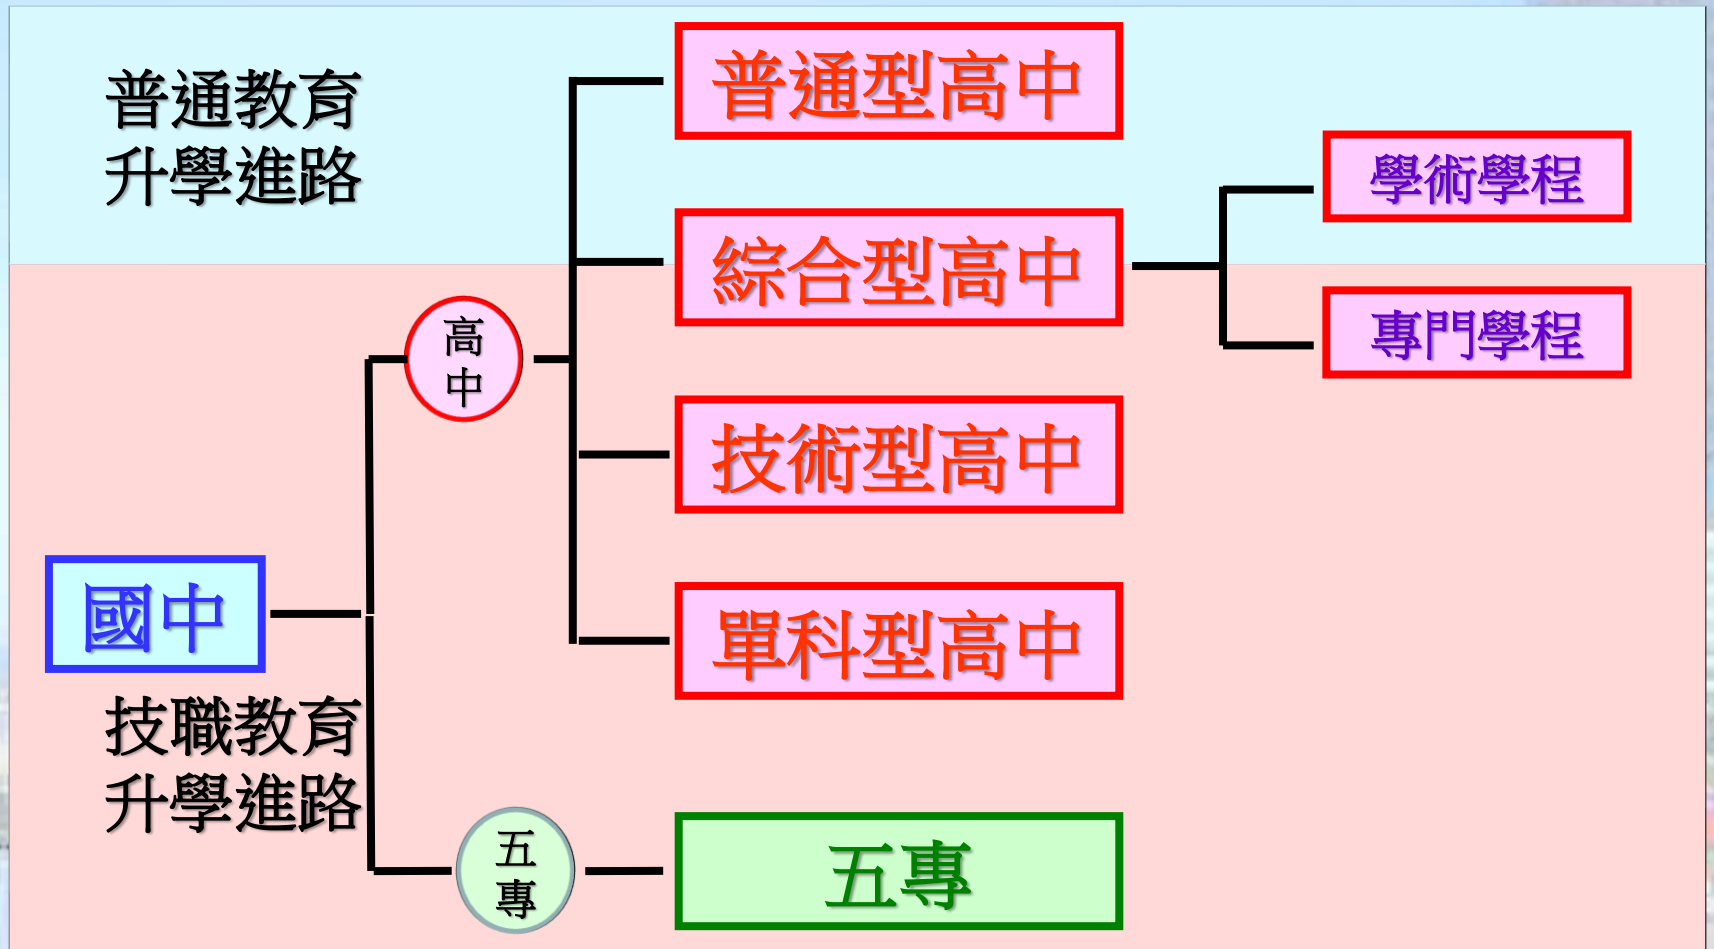 普通教育
升學進路
普通型高中
學術學程
綜合型高中
專門學程
高
中
技術型高中
國中
單科型高中
技職教育
升學進路
五
專
五專